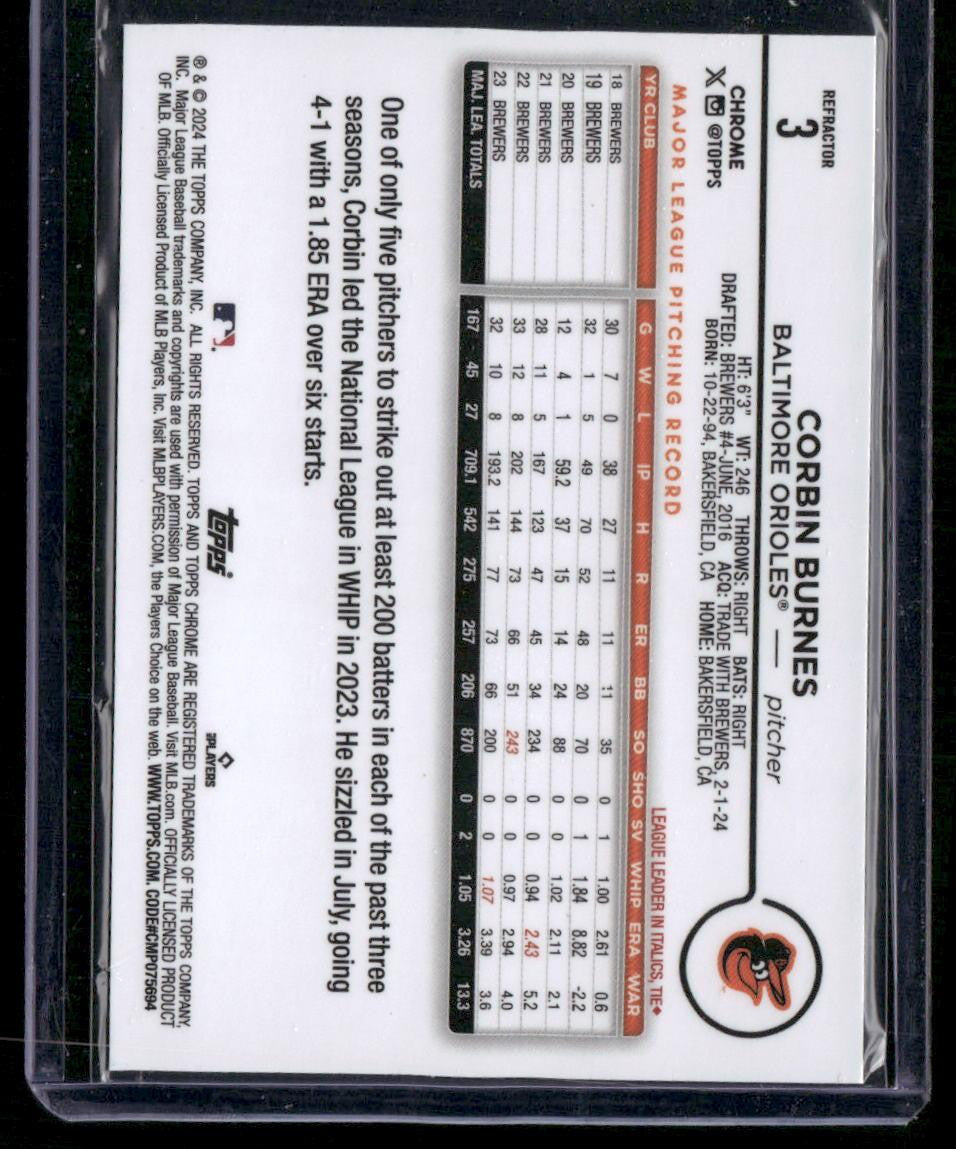 REFRACTOR
3
CORBIN BURNES
BALTIMORE ORIOLES® — pitcher
CHROME
X @TOPPS
HT: 6'3" WT: 246 THROWS: RIGHT BATS: RIGHT
DRAFTED: BREWERS #4-JUNE, 2016 ACQ: TRADE WITH BREWERS, 2-1-24
BORN: 10-22-94, BAKERSFIELD, CA HOME: BAKERSFIELD, CA
MAJOR LEAGUE PITCHING RECORD
LEAGUE LEADER IN ITALICS, TIE♦
YR CLUB G W L IP H R ER BB SO SHO SV WHIP ERA WAR
18 BREWERS 30 7 0 38 27 11 11 11 35 0 1 1.00 2.61 0.6
19 BREWERS 32 1 5 49 70 52 48 20 70 0 1 1.84 8.82 -2.2
20 BREWERS 12 4 1 59.2 37 15 14 24 88 0 0 1.02 2.11 2.1
21 BREWERS 28 11 5 167 123 47 45 34 234 0 0 0.94 2.43 5.2
22 BREWERS 33 12 8 202 144 73 66 51 243 0 0 0.97 2.94 4.0
23 BREWERS 32 10 8 193.2 141 77 73 66 200 0 0 1.07 3.39 3.6
MAJ. LEA. TOTALS 167 45 27 709.1 542 275 257 206 870 0 2 1.05 3.26 13.3
One of only five pitchers to strike out at least 200 batters in each of the past three
seasons, Corbin led the National League in WHIP in 2023. He sizzled in July, going
4-1 with a 1.85 ERA over six starts.
topps
PLAYERS
® & © 2024 THE TOPPS COMPANY, INC. ALL RIGHTS RESERVED. TOPPS AND TOPPS CHROME ARE REGISTERED TRADEMARKS OF THE TOPPS COMPANY,
INC. Major League Baseball trademarks and copyrights are used with permission of Major League Baseball. Visit MLB.com. OFFICIALLY LICENSED PRODUCT
OF MLB. Officially Licensed Product of MLB Players, Inc. Visit MLBPLAYERS.COM, the Players Choice on the web. WWW.TOPPS.COM. CODE#CMP075694